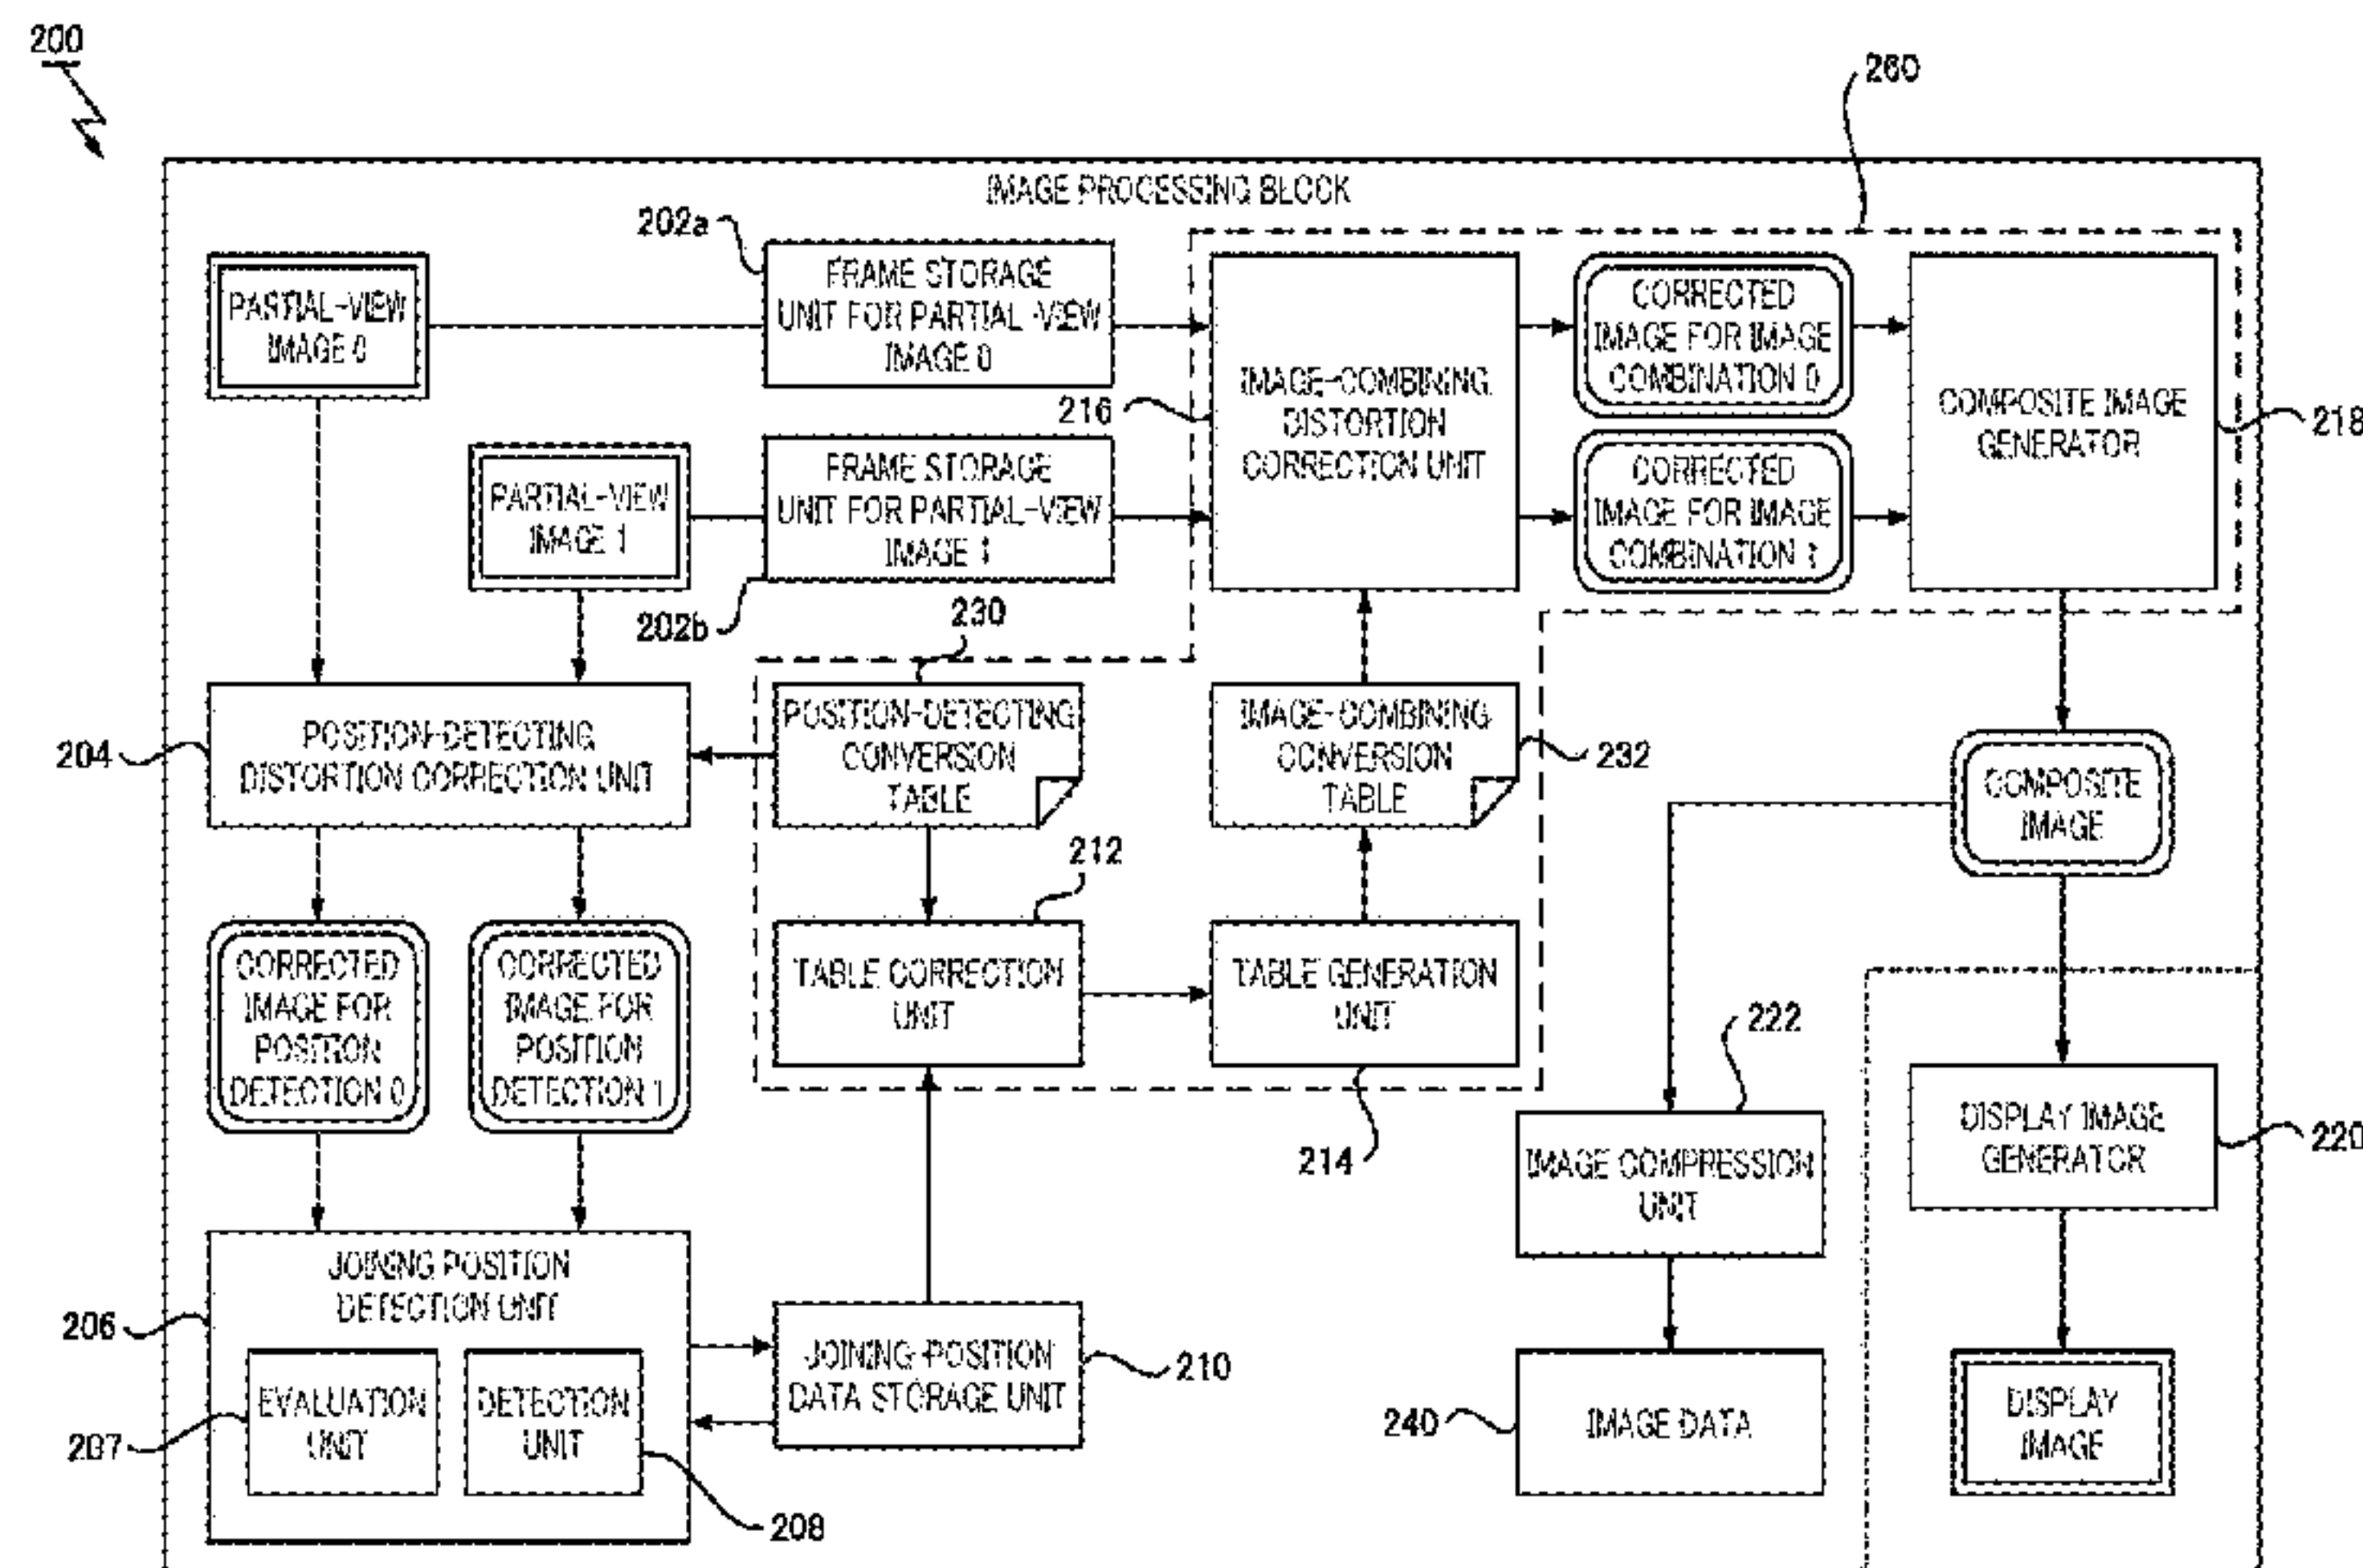 200
260
IMAGE PROCESSING BLOCK
202a
PARTIAL-VIEW
IMAGE 0
FRAME STORAGE
UNIT FOR PARTIAL-VIEW
IMAGE 0
IMAGE-COMBINING
DISTORTION
CORRECTION UNIT
216
CORRECTED
IMAGE FOR IMAGE
COMBINATION 0
COMPOSITE IMAGE
GENERATOR
218
PARTIAL-VIEW
IMAGE 1
FRAME STORAGE
UNIT FOR PARTIAL-VIEW
IMAGE 1
CORRECTED
IMAGE FOR IMAGE
COMBINATION 1
202b
230
204
POSITION-DETECTING
DISTORTION CORRECTION UNIT
POSITION-DETECTING
CONVERSION
TABLE
IMAGE-COMBINING
CONVERSION
TABLE
232
COMPOSITE
IMAGE
212
CORRECTED
IMAGE FOR
POSITION
DETECTION 0
CORRECTED
IMAGE FOR
POSITION
DETECTION 1
TABLE CORRECTION
UNIT
TABLE GENERATION
UNIT
222
214
IMAGE COMPRESSION
UNIT
DISPLAY IMAGE
GENERATOR
220
206
JOINING POSITION
DETECTION UNIT
JOINING-POSITION
DATA STORAGE UNIT
210
207
EVALUATION
UNIT
DETECTION
UNIT
208
240
IMAGE DATA
DISPLAY
IMAGE